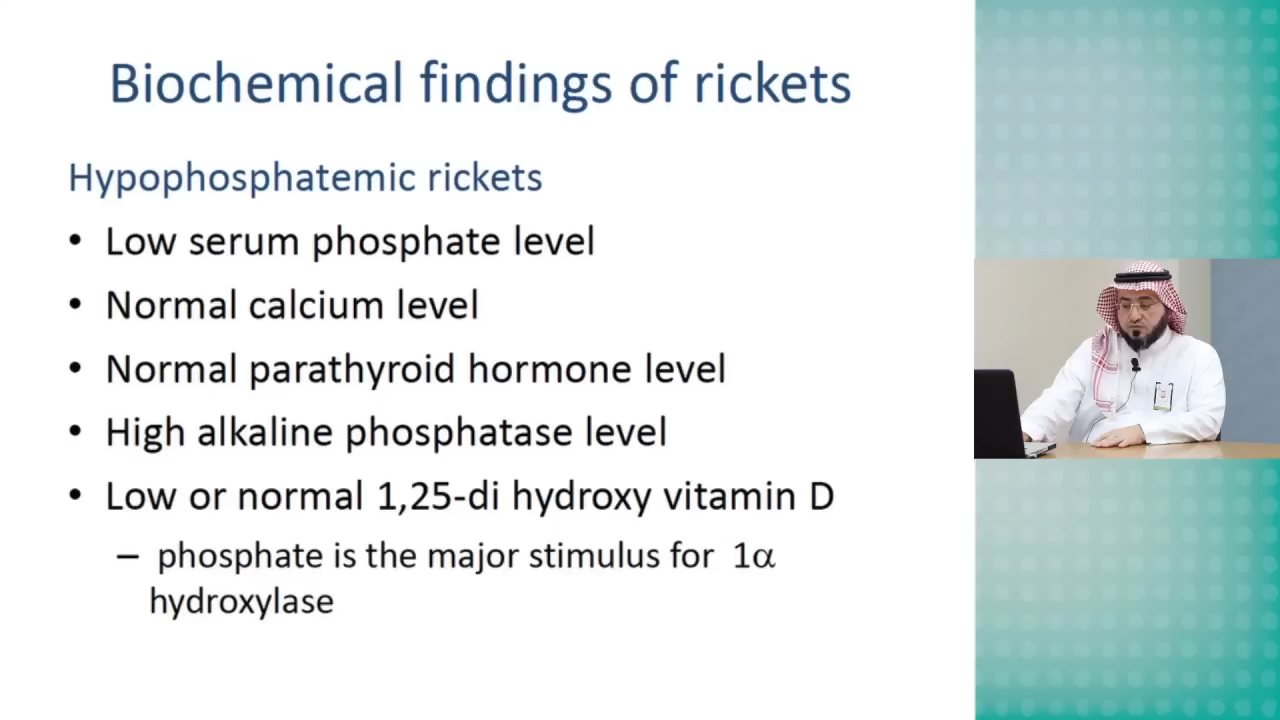 Biochemical findings of rickets
Hypophosphatemic rickets
• Low serum phosphate level
• Normal calcium level
• Normal parathyroid hormone level
• High alkaline phosphatase level
• Low or normal 1,25-di hydroxy vitamin D
– phosphate is the major stimulus for 1α
hydroxylase